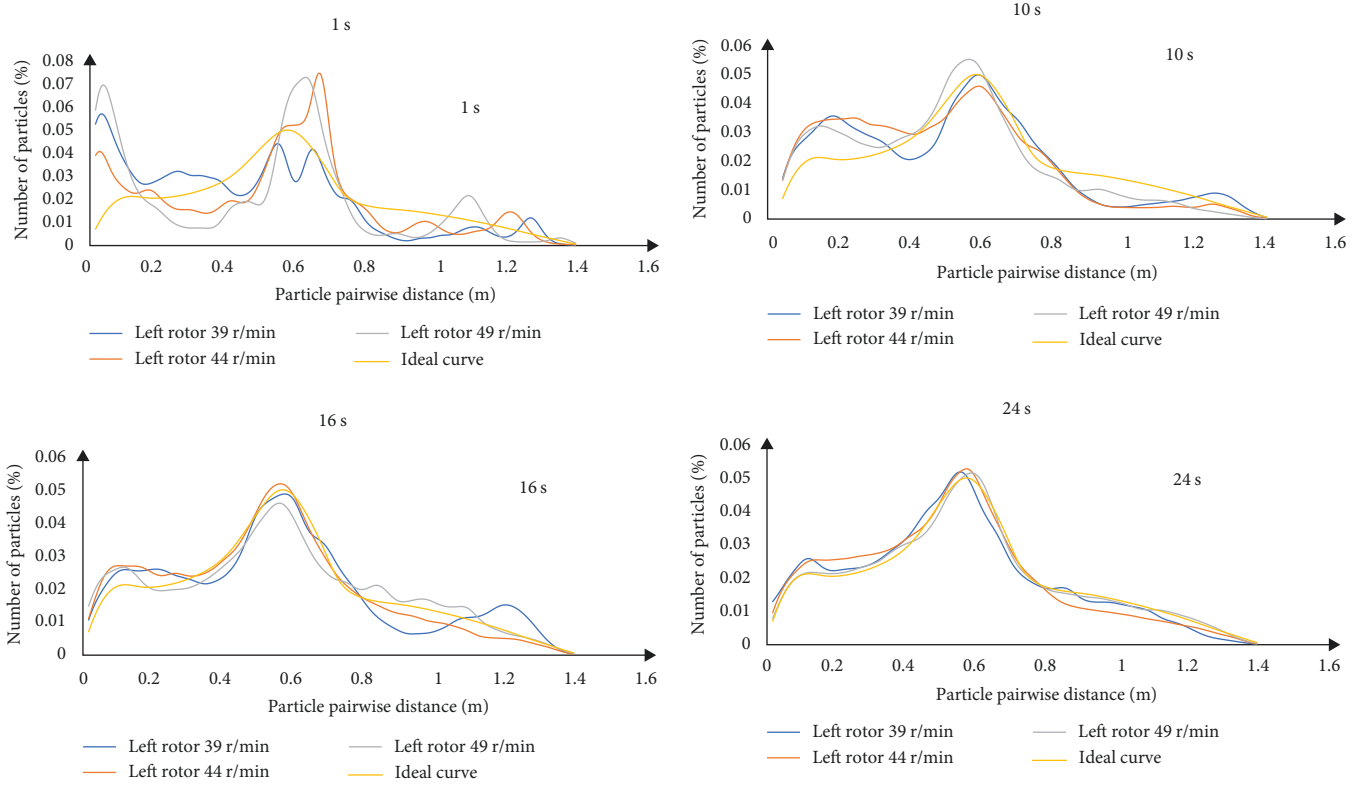 1 s
Number of particles (%)
0.08
0.07
0.06
0.05
0.04
0.03
0.02
0.01
0
1 s
0 0.2 0.4 0.6 0.8 1 1.2 1.4 1.6
Particle pairwise distance (m)
Left rotor 39 r/min
Left rotor 44 r/min
Left rotor 49 r/min
Ideal curve
10 s
Number of particles (%)
0.06
0.05
0.04
0.03
0.02
0.01
0
10 s
0 0.2 0.4 0.6 0.8 1 1.2 1.4 1.6
Particle pairwise distance (m)
Left rotor 39 r/min
Left rotor 44 r/min
Left rotor 49 r/min
Ideal curve
16 s
Number of particles (%)
0.06
0.05
0.04
0.03
0.02
0.01
0
16 s
0 0.2 0.4 0.6 0.8 1 1.2 1.4 1.6
Particle pairwise distance (m)
Left rotor 39 r/min
Left rotor 44 r/min
Left rotor 49 r/min
Ideal curve
24 s
Number of particles (%)
0.06
0.05
0.04
0.03
0.02
0.01
0
24 s
0 0.2 0.4 0.6 0.8 1 1.2 1.4 1.6
Particle pairwise distance (m)
Left rotor 39 r/min
Left rotor 44 r/min
Left rotor 49 r/min
Ideal curve